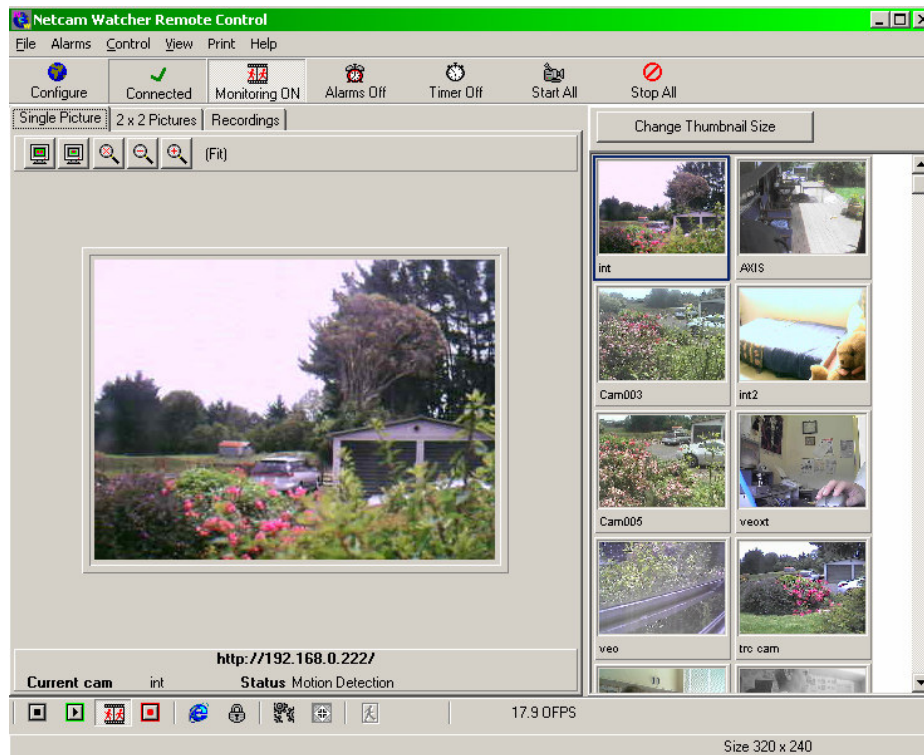 Netcam Watcher Remote Control
File Alarms Control View Print Help
Configure Connected Monitoring ON Alarms Off Timer Off Start All Stop All
Single Picture 2 x 2 Pictures Recordings
Change Thumbnail Size
(Fit)
int AXIS
Cam003 int2
Cam005 veoxt
veo trc cam
http://192.168.0.222/
Current cam int Status Motion Detection
17.9 0FPS
Size 320 x 240